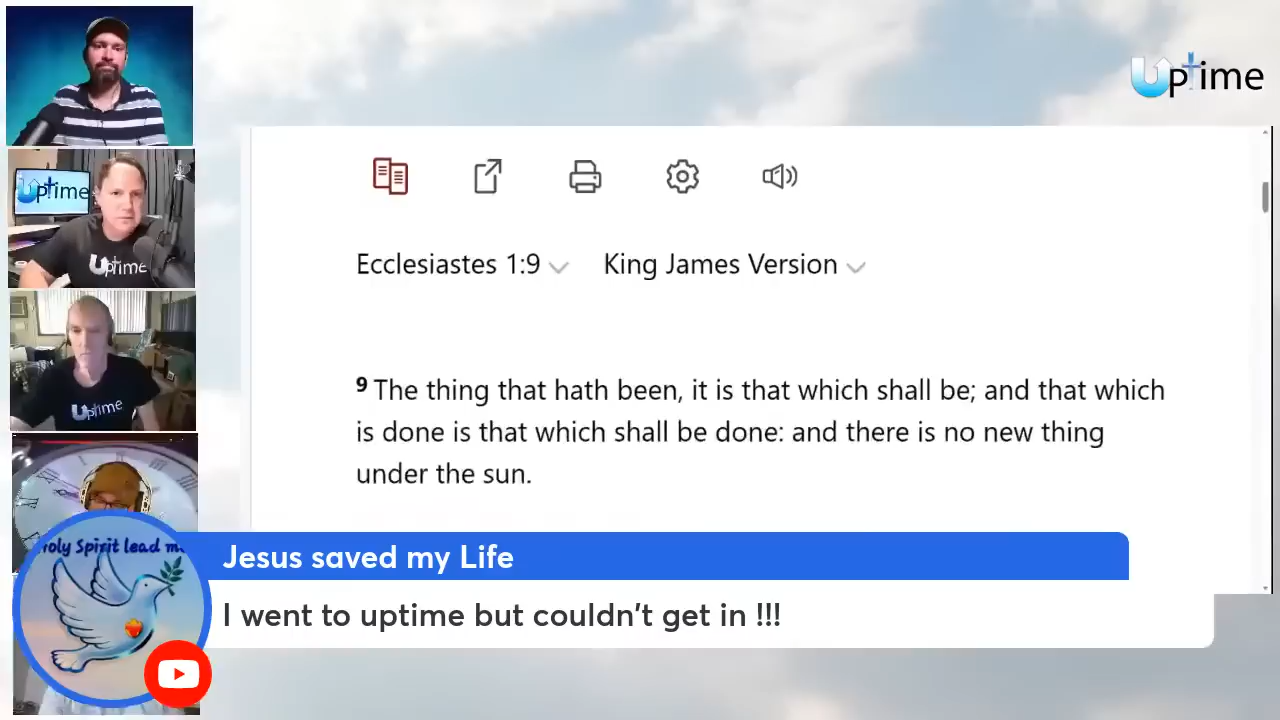 Uptime
Uptime
Uptime
Uptime
Ecclesiastes 1:9 King James Version
9 The thing that hath been, it is that which shall be; and that which
is done is that which shall be done: and there is no new thing
under the sun.
Holy Spirit lead m
Jesus saved my Life
I went to uptime but couldn't get in !!!